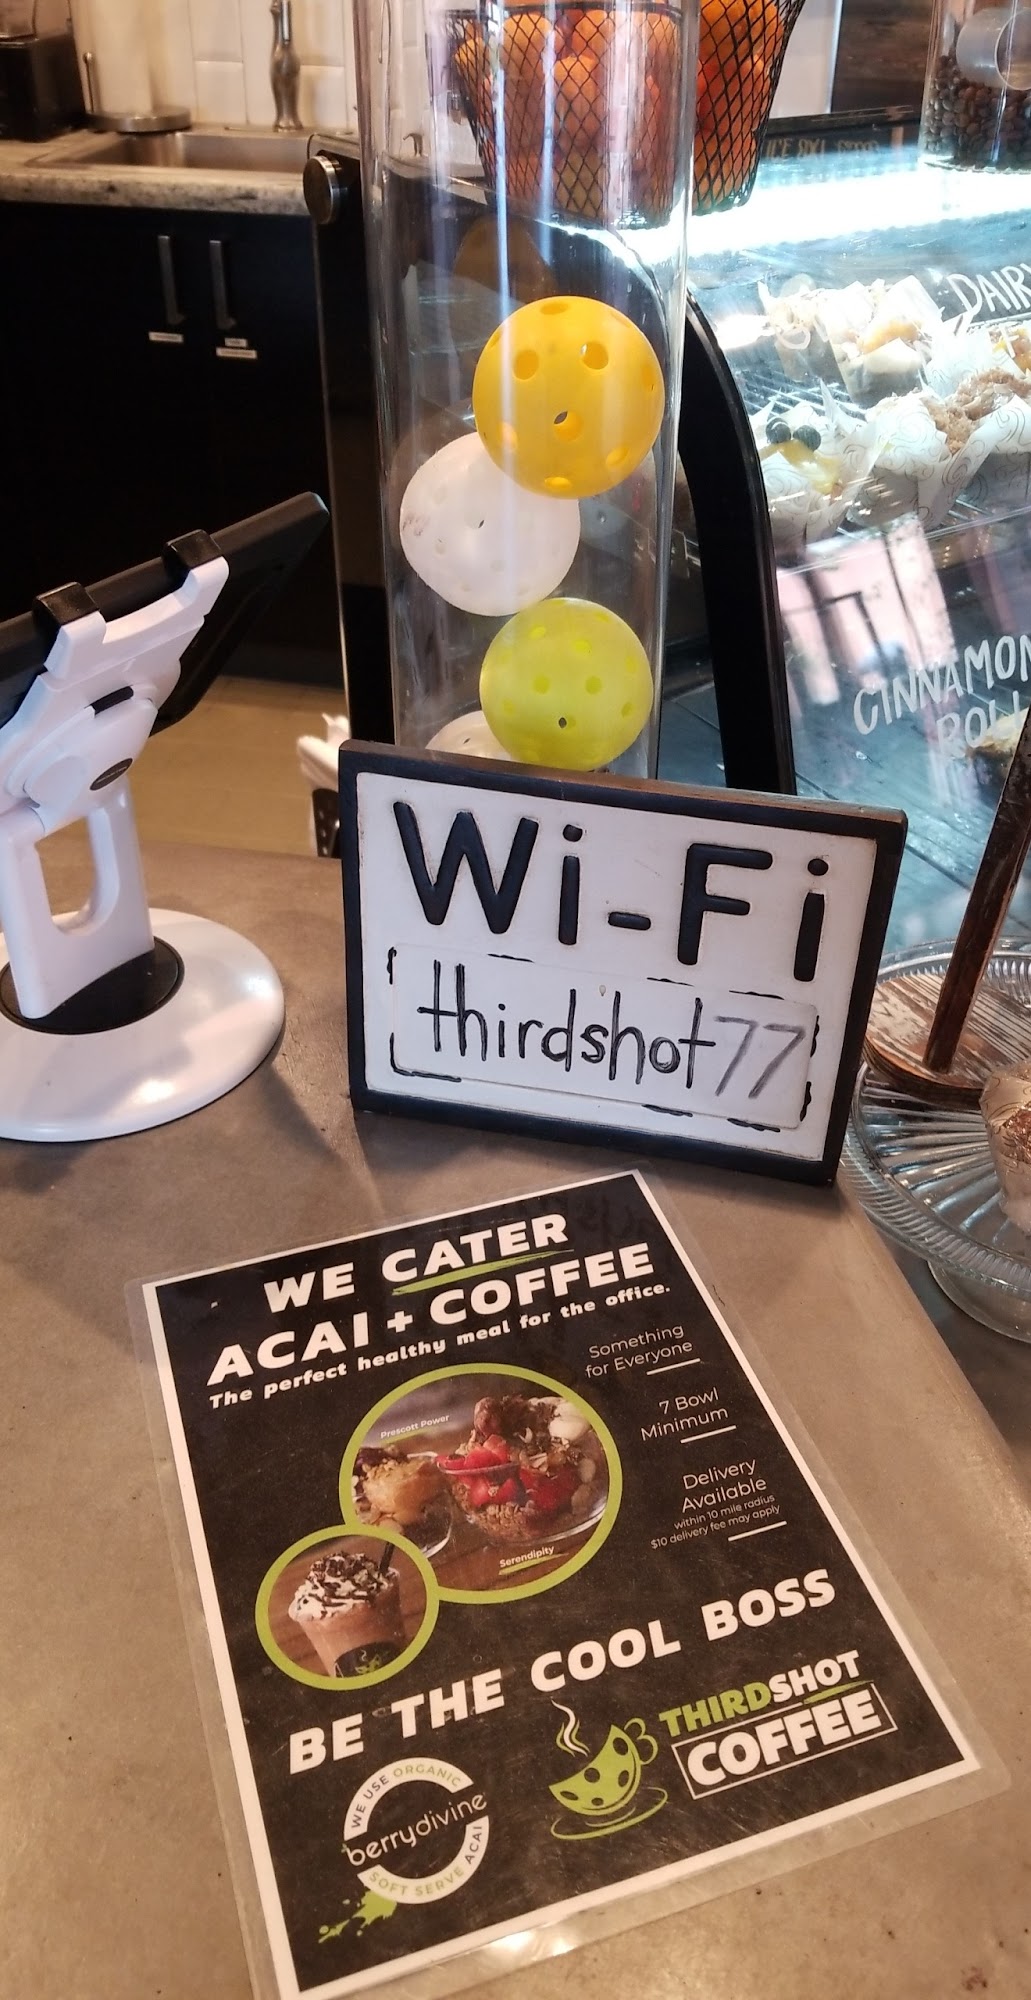 DAIR
CINNAMON
ROLL
Wi-Fi
thirdshot77
WE CATER
ACAI + COFFEE
The perfect healthy meal for the office.
Something
for Everyone
7 Bowl
Minimum
Delivery
Available
within 10 mile radius
$10 delivery fee may apply
Prescott Power
Serendipity
BE THE COOL BOSS
THIRDSHOT
COFFEE
WE USE ORGANIC
berrydivine
SOFT SERVE ACAI